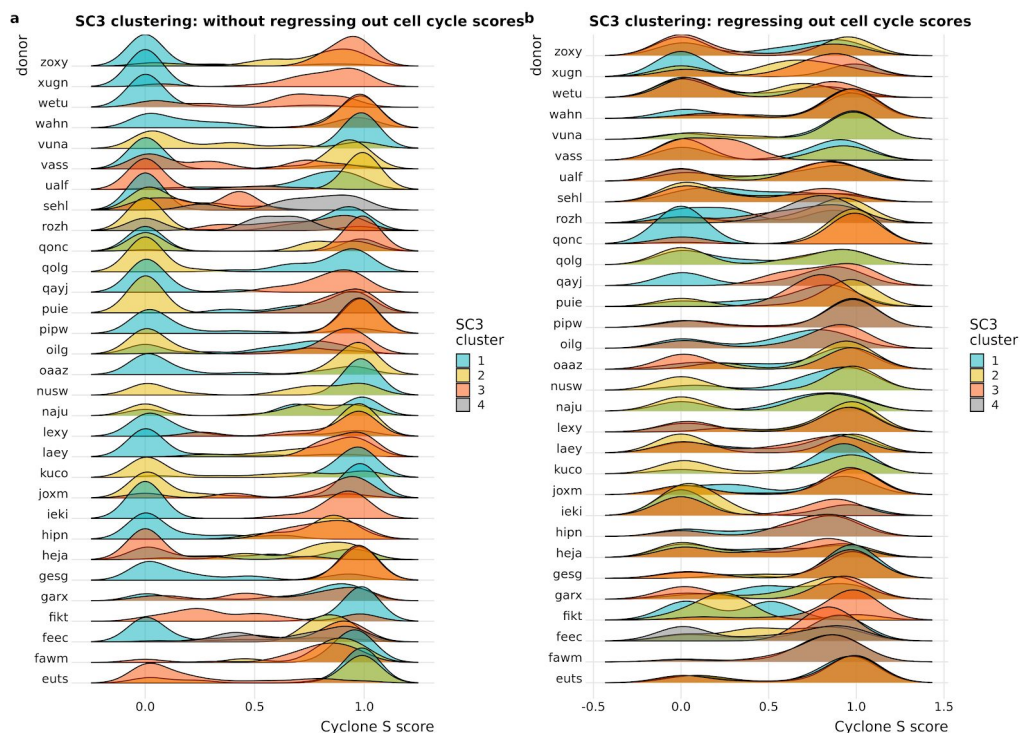 a
SC3 clustering: without regressing out cell cycle scores
donor
zoxy
xugn
wetu
wahn
vuna
vass
ualf
sehl
rozh
qonc
qolg
qayj
puie
pipw
oilg
oaaz
nusw
naju
lexy
laey
kuco
joxm
ieki
hipn
heja
gesg
garx
fikt
feec
fawm
euts
0.0 0.5 1.0
Cyclone S score
SC3
cluster
1
2
3
4
b
SC3 clustering: regressing out cell cycle scores
donor
zoxy
xugn
wetu
wahn
vuna
vass
ualf
sehl
rozh
qonc
qolg
qayj
puie
pipw
oilg
oaaz
nusw
naju
lexy
laey
kuco
joxm
ieki
hipn
heja
gesg
garx
fikt
feec
fawm
euts
-0.5 0.0 0.5 1.0 1.5
Cyclone S score
SC3
cluster
1
2
3
4